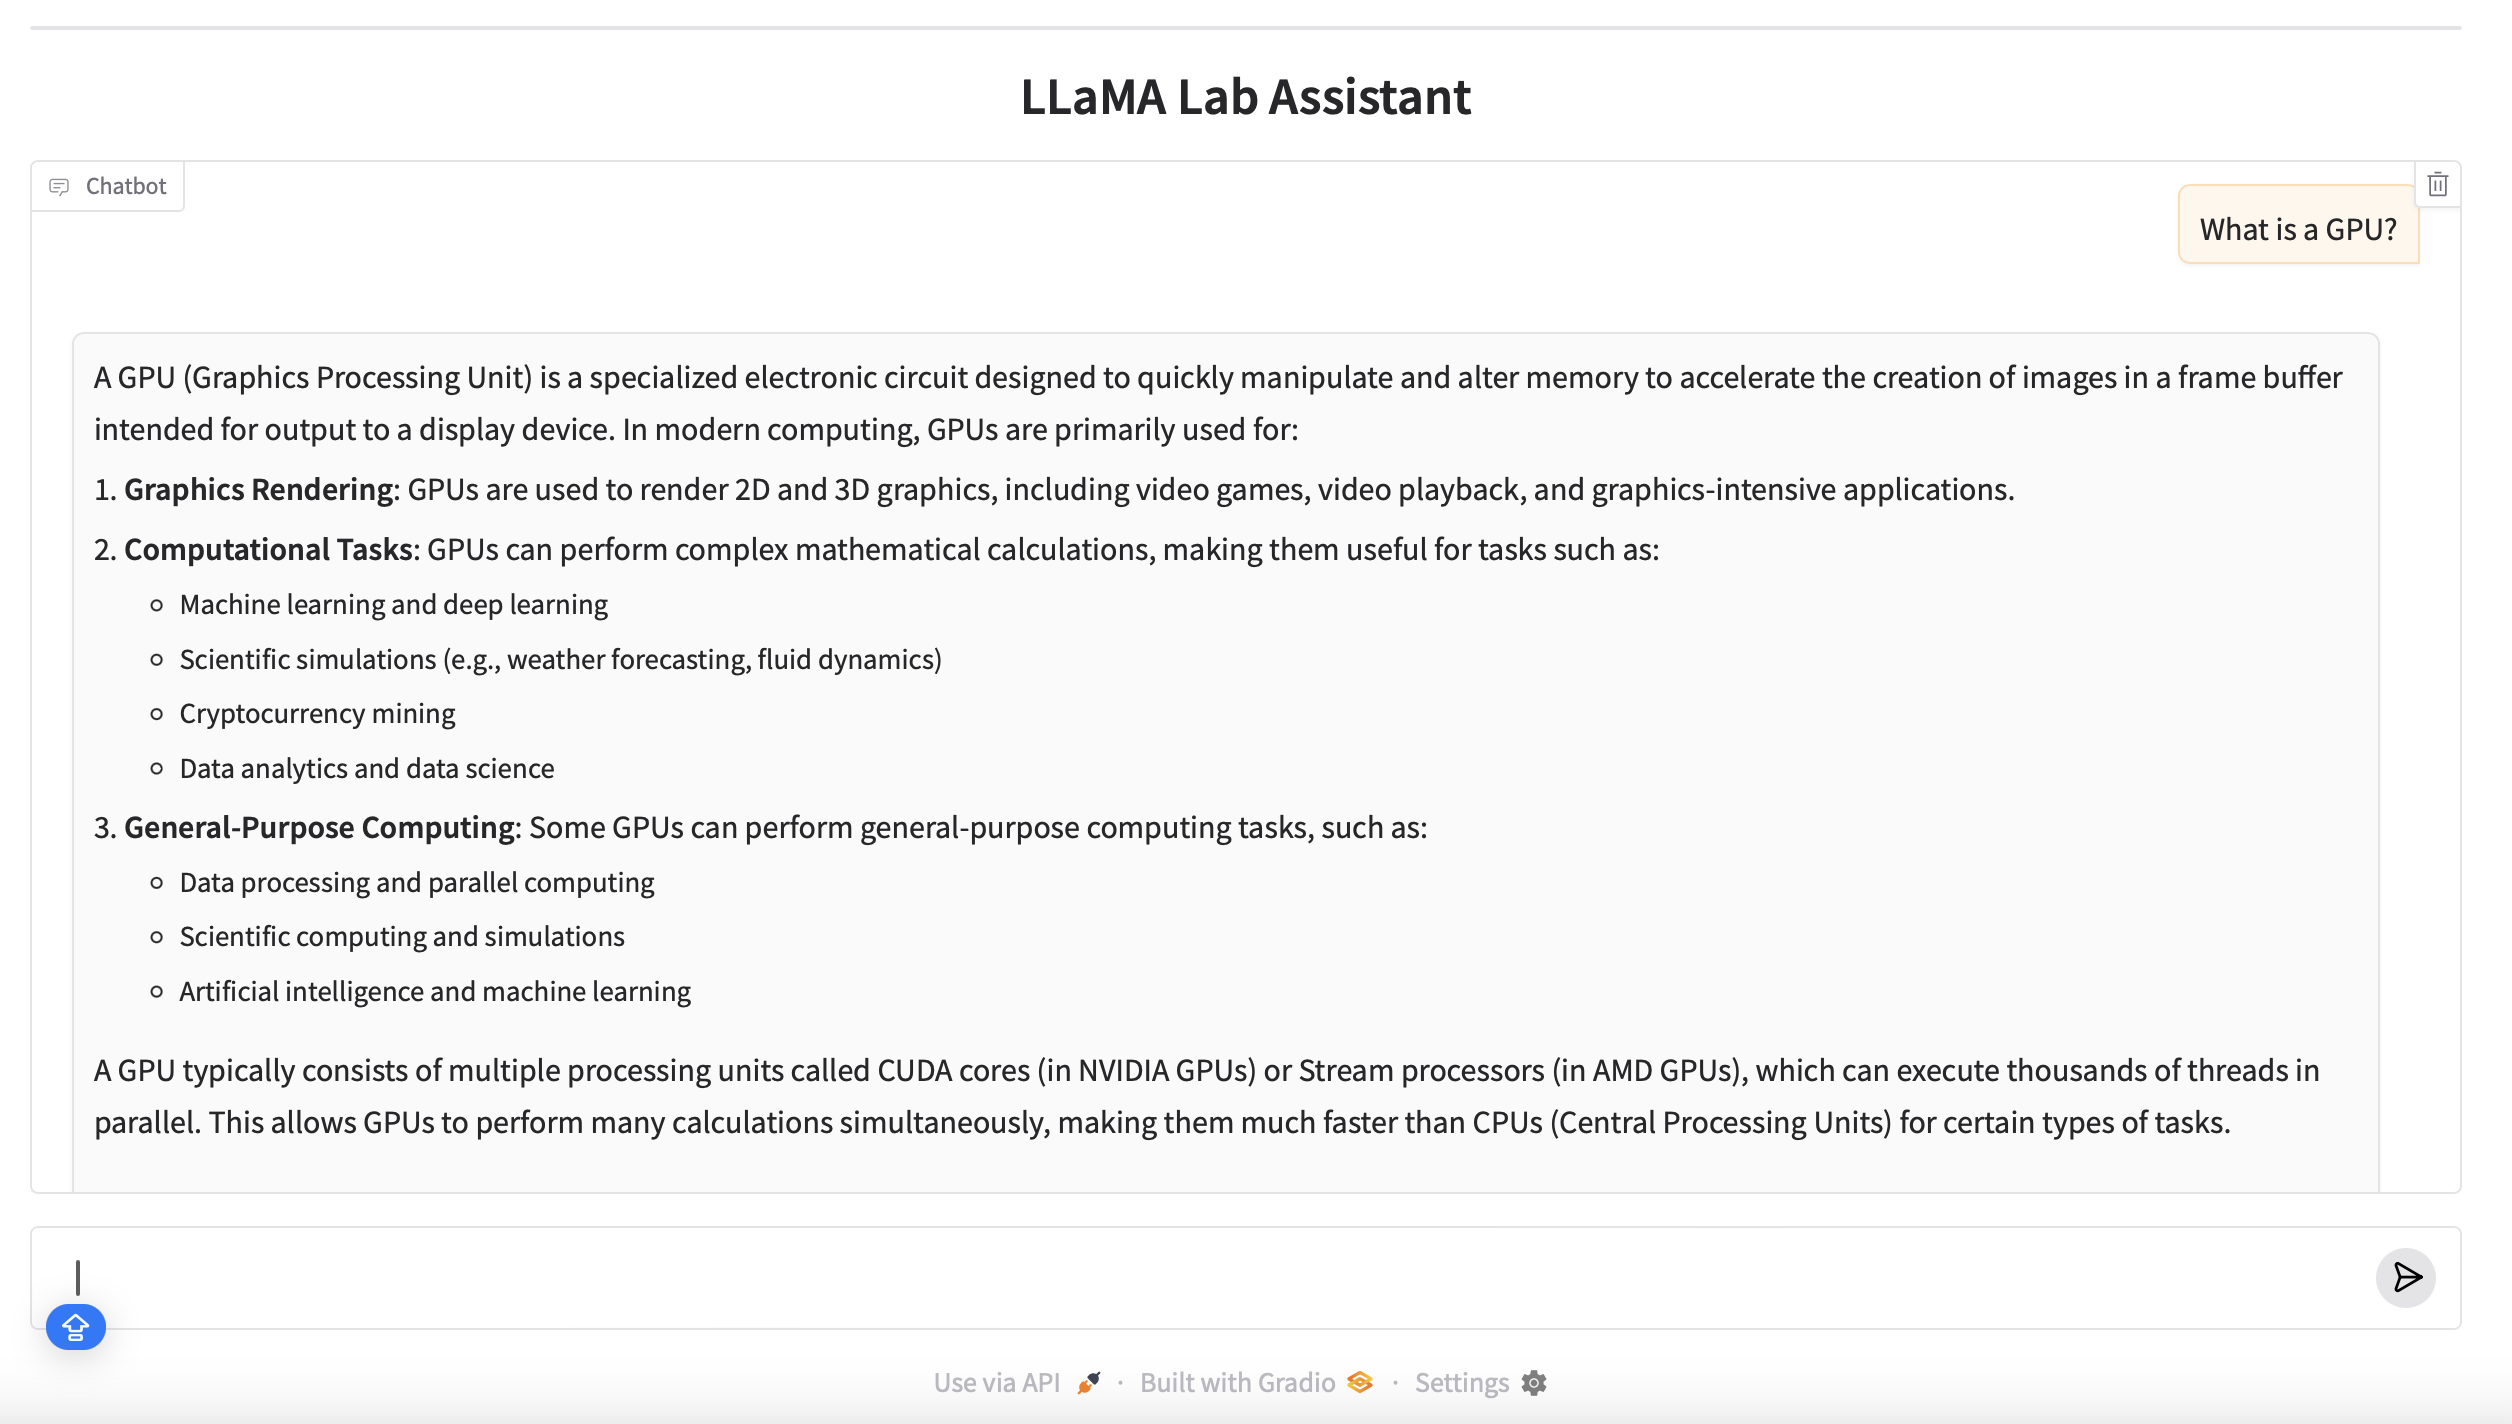 LLaMA Lab Assistant
Chatbot
What is a GPU?
A GPU (Graphics Processing Unit) is a specialized electronic circuit designed to quickly manipulate and alter memory to accelerate the creation of images in a frame buffer
intended for output to a display device. In modern computing, GPUs are primarily used for:
1. Graphics Rendering: GPUs are used to render 2D and 3D graphics, including video games, video playback, and graphics-intensive applications.
2. Computational Tasks: GPUs can perform complex mathematical calculations, making them useful for tasks such as:
Machine learning and deep learning
Scientific simulations (e.g., weather forecasting, fluid dynamics)
Cryptocurrency mining
Data analytics and data science
3. General-Purpose Computing: Some GPUs can perform general-purpose computing tasks, such as:
Data processing and parallel computing
Scientific computing and simulations
Artificial intelligence and machine learning
A GPU typically consists of multiple processing units called CUDA cores (in NVIDIA GPUs) or Stream processors (in AMD GPUs), which can execute thousands of threads in
parallel. This allows GPUs to perform many calculations simultaneously, making them much faster than CPUs (Central Processing Units) for certain types of tasks.
Use via API · Built with Gradio · Settings